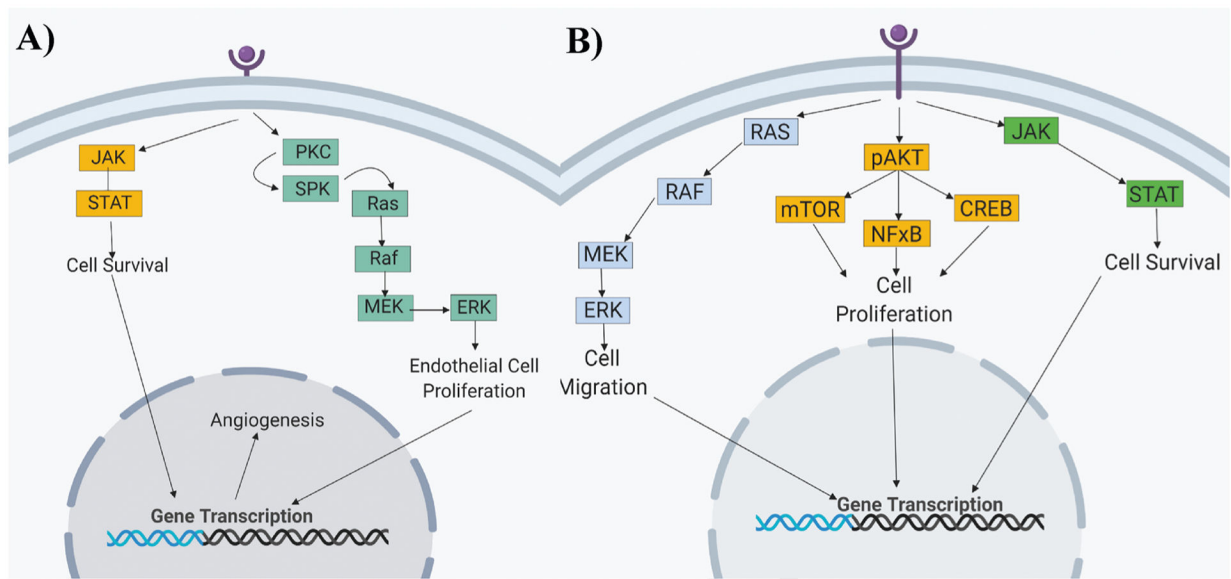 A)
JAK
STAT
Cell Survival
PKC
SPK
Ras
Raf
MEK
ERK
Endothelial Cell
Proliferation
Angiogenesis
Gene Transcription
B)
RAS
RAF
MEK
ERK
Cell
Migration
pAKT
mTOR
NFxB
CREB
Cell
Proliferation
JAK
STAT
Cell Survival
Gene Transcription